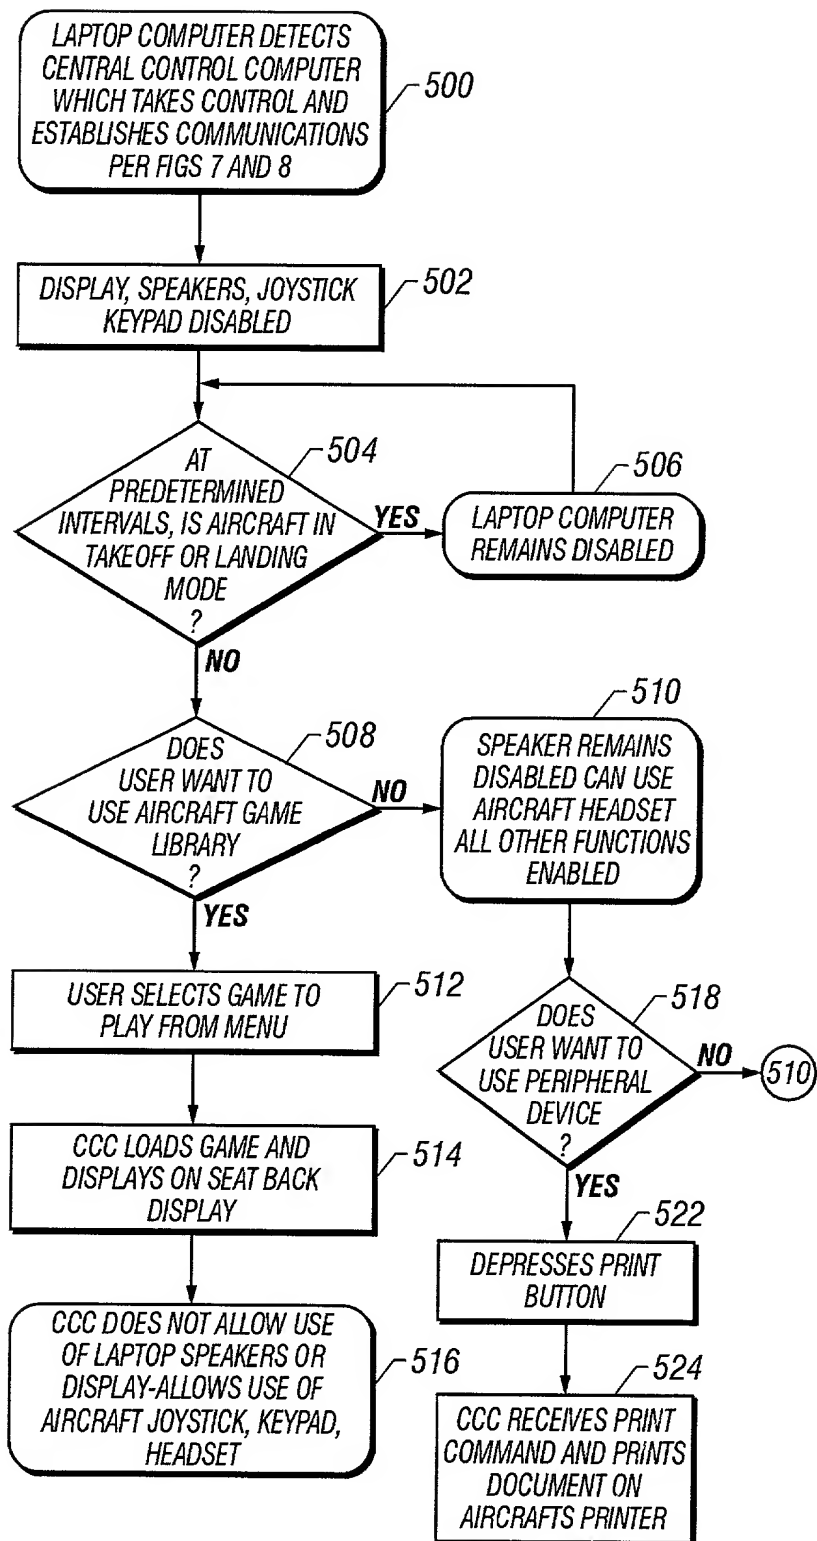 LAPTOP COMPUTER DETECTS
CENTRAL CONTROL COMPUTER
WHICH TAKES CONTROL AND
ESTABLISHES COMMUNICATIONS
PER FIGS 7 AND 8
500
DISPLAY, SPEAKERS, JOYSTICK
KEYPAD DISABLED
502
AT
PREDETERMINED
INTERVALS, IS AIRCRAFT IN
TAKEOFF OR LANDING
MODE
?
504
YES
LAPTOP COMPUTER
REMAINS DISABLED
506
NO
DOES
USER WANT TO
USE AIRCRAFT GAME
LIBRARY
?
508
NO
SPEAKER REMAINS
DISABLED CAN USE
AIRCRAFT HEADSET
ALL OTHER FUNCTIONS
ENABLED
510
YES
USER SELECTS GAME TO
PLAY FROM MENU
512
DOES
USER WANT TO
USE PERIPHERAL
DEVICE
?
518
NO
510
CCC LOADS GAME AND
DISPLAYS ON SEAT BACK
DISPLAY
514
YES
DEPRESSES PRINT
BUTTON
522
CCC DOES NOT ALLOW USE
OF LAPTOP SPEAKERS OR
DISPLAY-ALLOWS USE OF
AIRCRAFT JOYSTICK, KEYPAD,
HEADSET
516
CCC RECEIVES PRINT
COMMAND AND PRINTS
DOCUMENT ON
AIRCRAFTS PRINTER
524